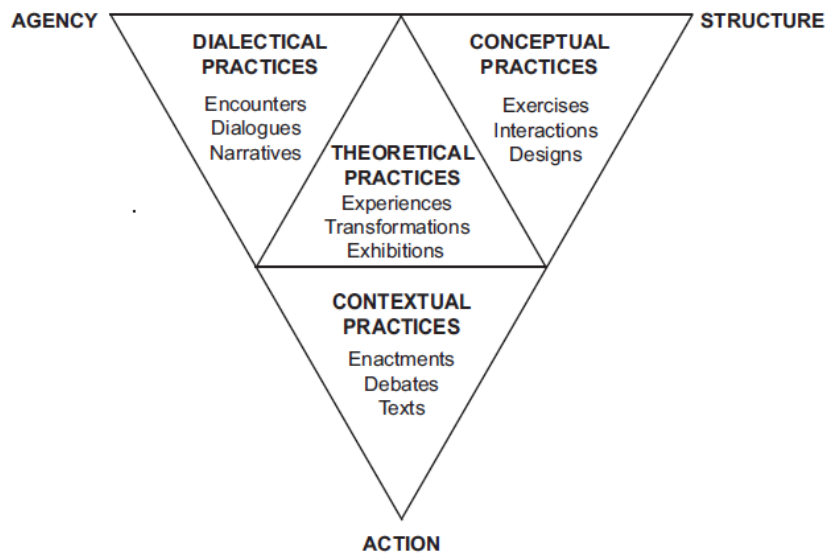 AGENCY
STRUCTURE
DIALECTICAL
PRACTICES
Encounters
Dialogues
Narratives
CONCEPTUAL
PRACTICES
Exercises
Interactions
Designs
THEORETICAL
PRACTICES
Experiences
Transformations
Exhibitions
CONTEXTUAL
PRACTICES
Enactments
Debates
Texts
ACTION